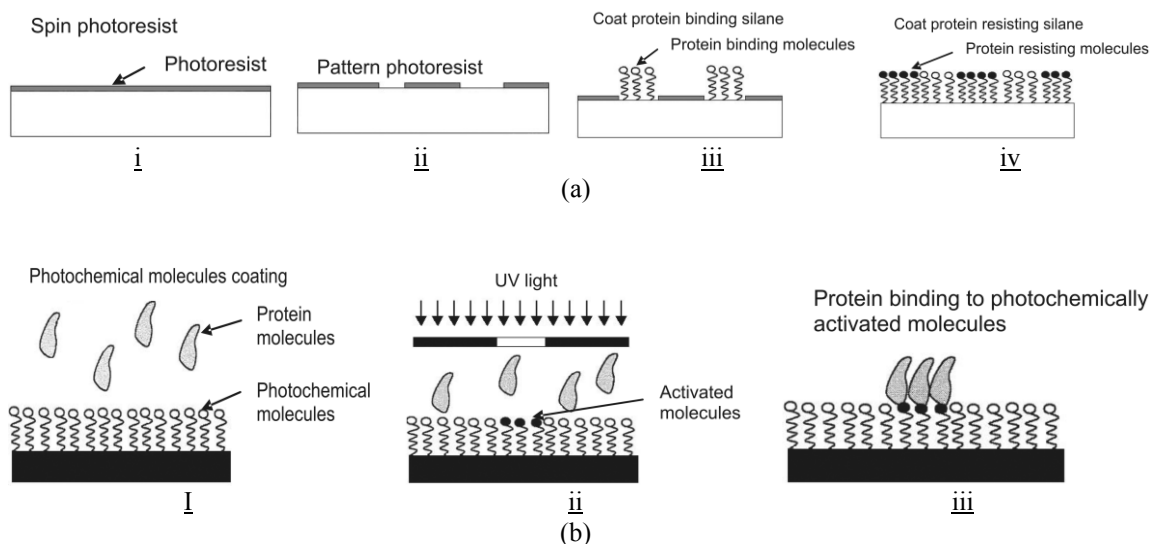 Spin photoresist
Photoresist
i
Pattern photoresist
ii
Coat protein binding silane
Protein binding molecules
iii
Coat protein resisting silane
Protein resisting molecules
iv
(a)
Photochemical molecules coating
Protein
molecules
Photochemical
molecules
I
UV light
Activated
molecules
ii
Protein binding to photochemically
activated molecules
iii
(b)